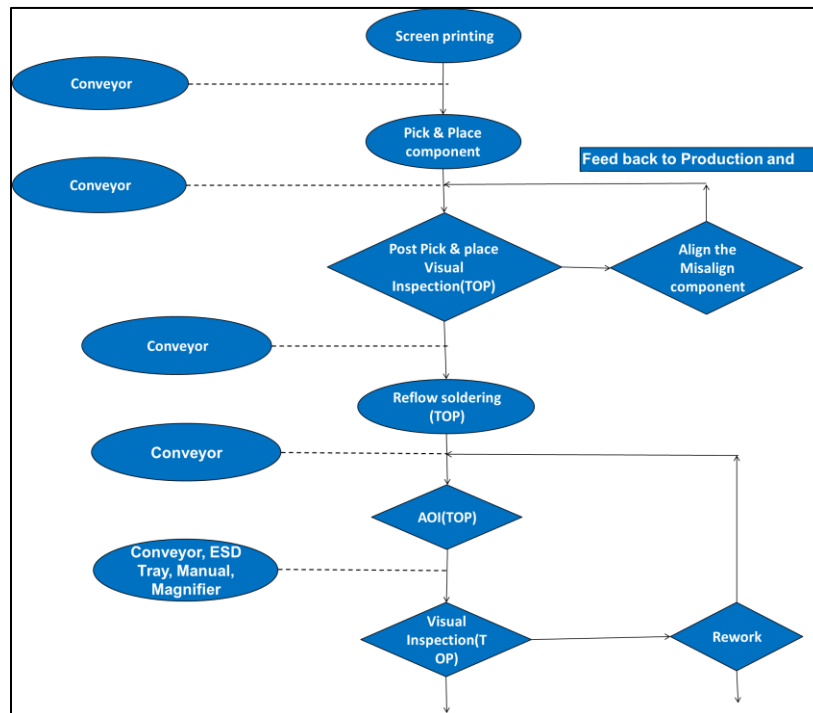 Screen printing
Conveyor
Pick & Place
component
Feed back to Production and
Conveyor
Post Pick & place
Visual
Inspection(TOP)
Align the
Misalign
component
Conveyor
Reflow soldering
(TOP)
Conveyor
AOI(TOP)
Conveyor, ESD
Tray, Manual,
Magnifier
Visual
Inspection(T
OP)
Rework